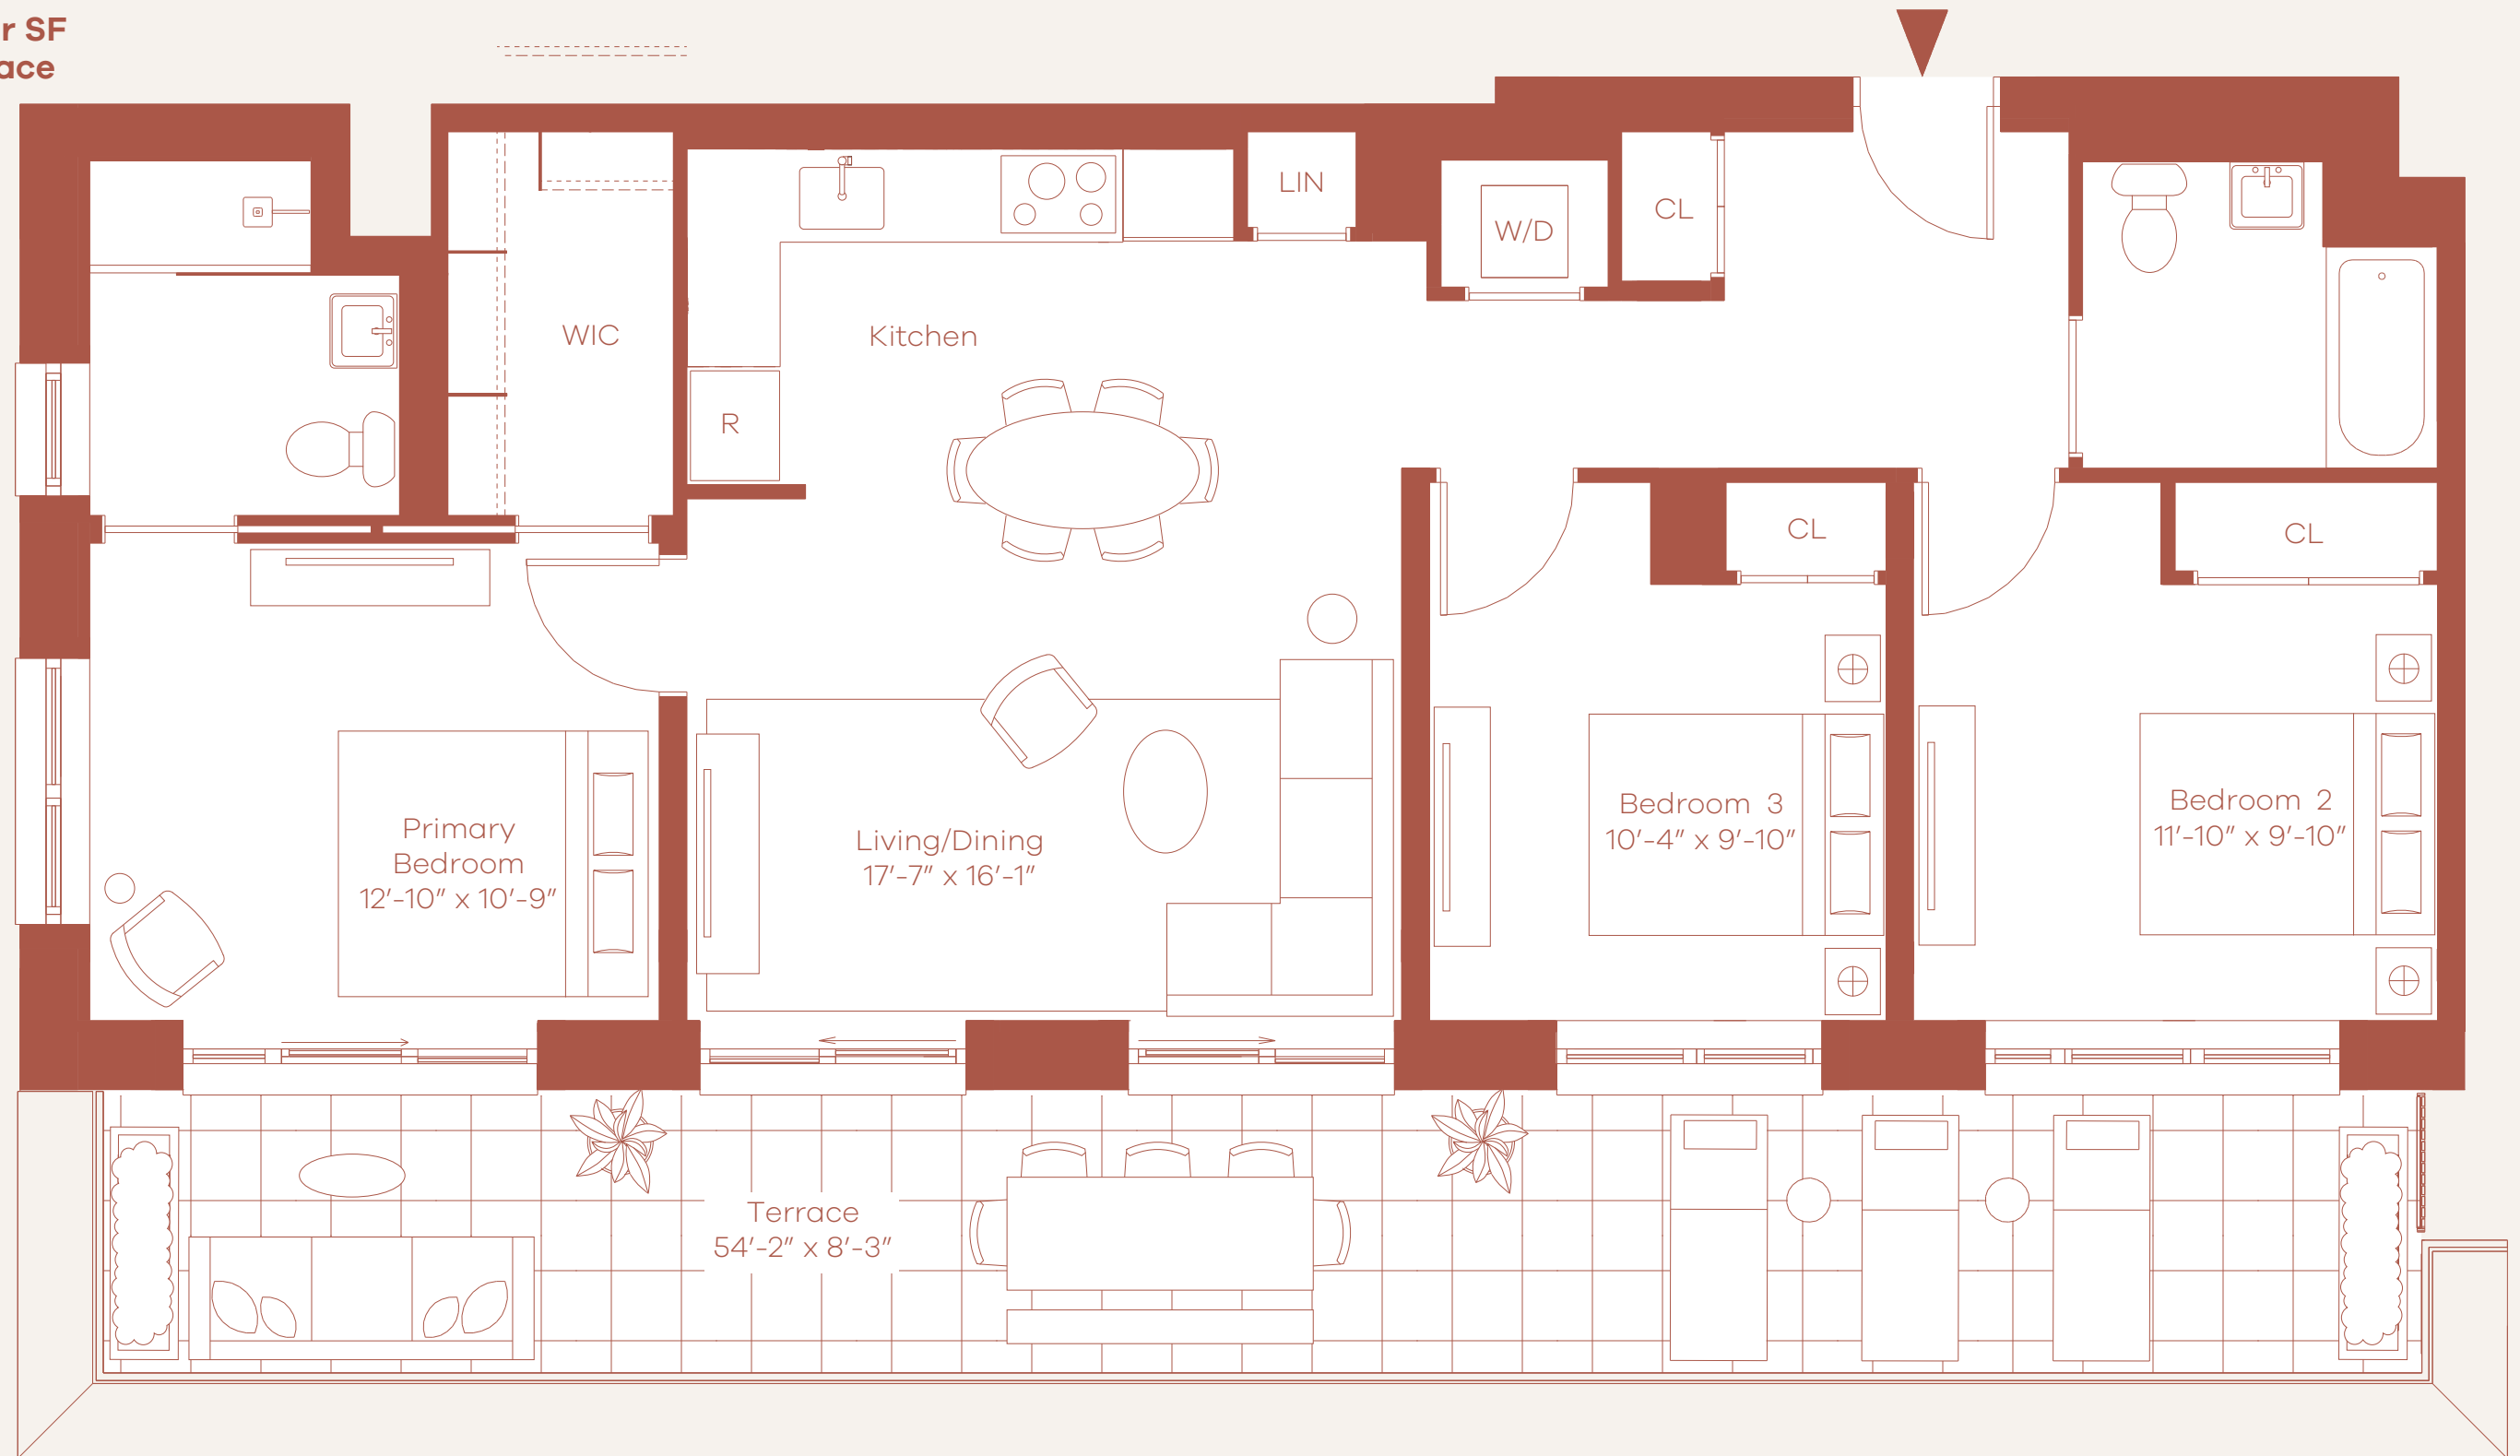 r SF
ace
LIN
W/D
CL
WIC
Kitchen
R
CL
CL
Primary
Bedroom
12’-10” x 10’-9”
Living/Dining
17’-7” x 16’-1”
Bedroom 3
10’-4” x 9’-10”
Bedroom 2
11’-10” x 9’-10”
Terrace
54’-2” x 8’-3”